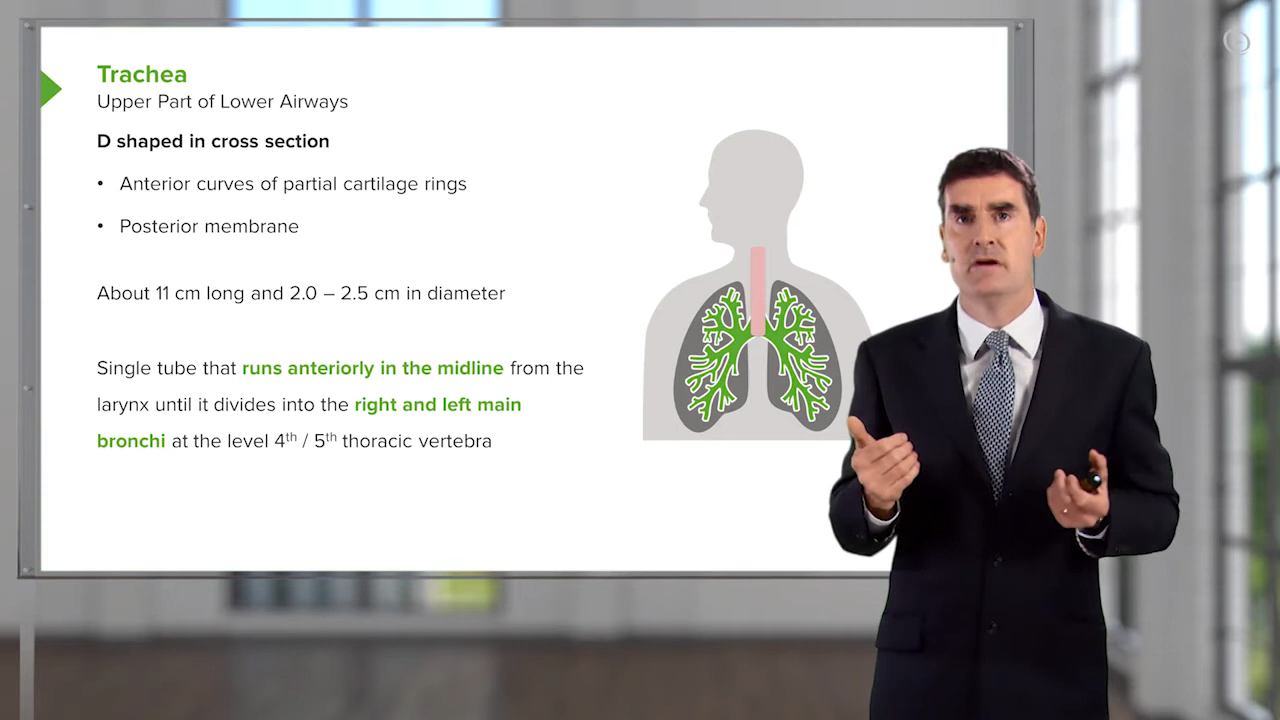 Trachea
Upper Part of Lower Airways
D shaped in cross section
• Anterior curves of partial cartilage rings
• Posterior membrane
About 11 cm long and 2.0 – 2.5 cm in diameter
Single tube that runs anteriorly in the midline from the
larynx until it divides into the right and left main
bronchi at the level 4th / 5th thoracic vertebra